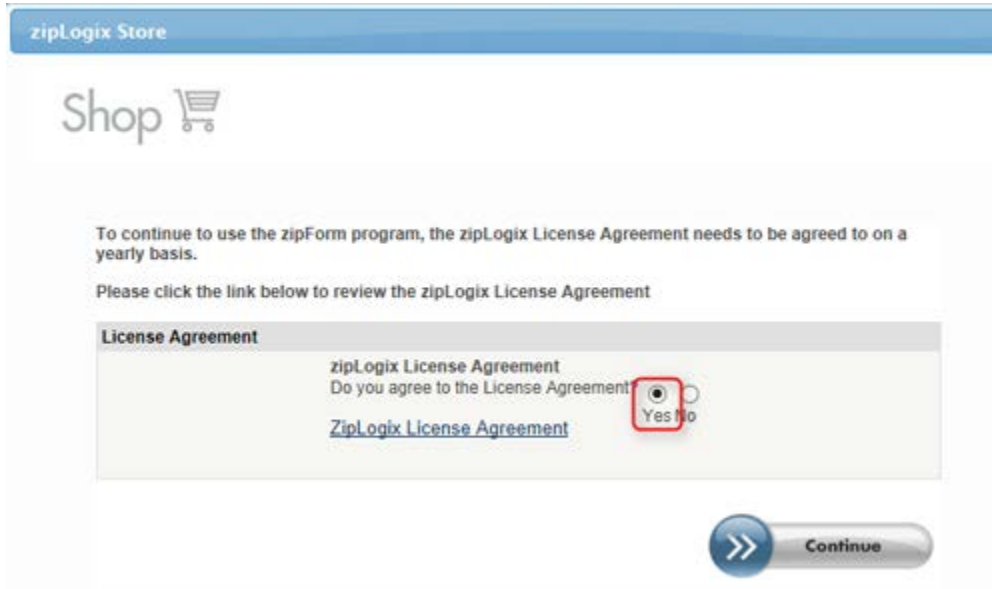 zipLogix Store
Shop
To continue to use the zipForm program, the zipLogix License Agreement needs to be agreed to on a
yearly basis.
Please click the link below to review the zipLogix License Agreement
License Agreement
zipLogix License Agreement
Do you agree to the License Agreement?
Yes No
ZipLogix License Agreement
Continue